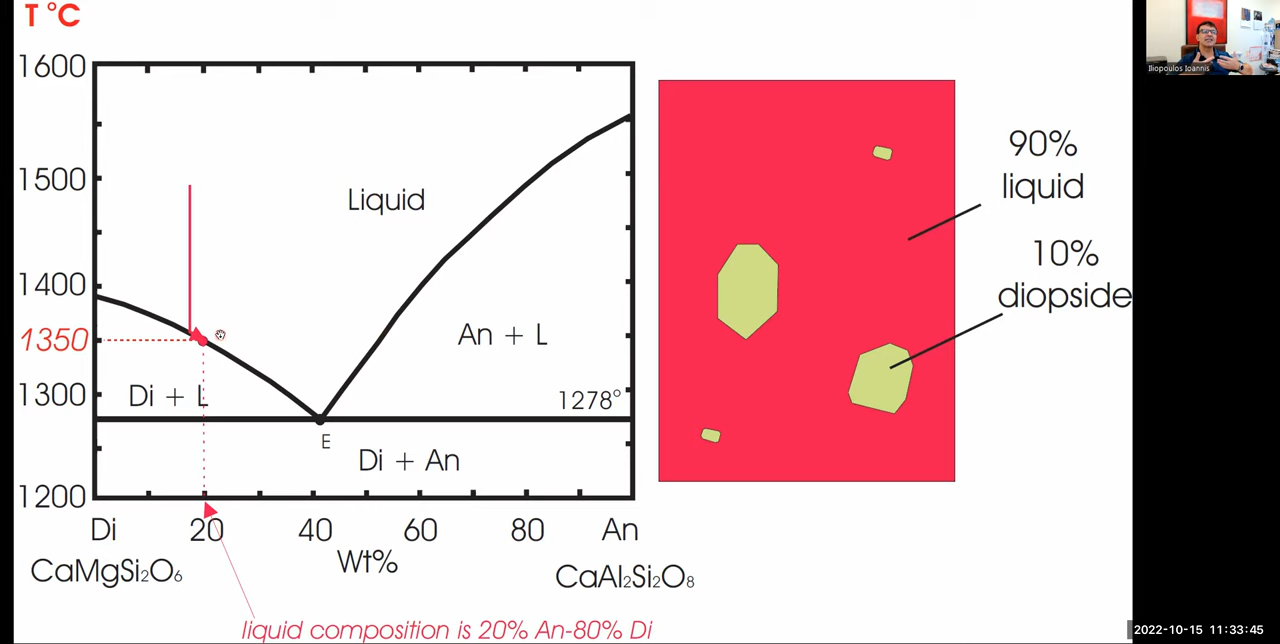 T °C
1600
1500
1400
1350
1300
1200
Liquid
An + L
Di + L
1278°
E
Di + An
Di
20
40
60
80
An
Wt%
CaMgSi₂O₆
CaAl₂Si₂O₈
liquid composition is 20% An-80% Di
90%
liquid
10%
diopside
Iliopoulos Ioannis
2022-10-15 11:33:45